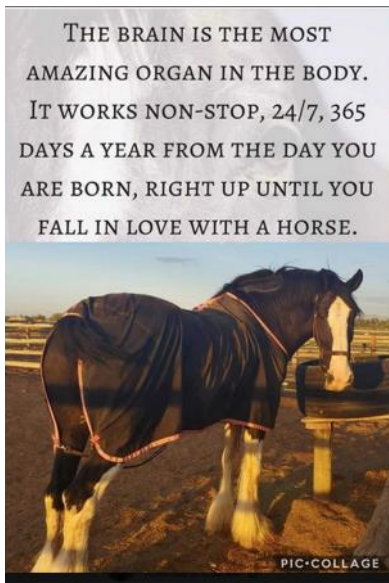 The brain is the most
amazing organ in the body.
It works non-stop, 24/7, 365
days a year from the day you
are born, right up until you
fall in love with a horse.
PIC•COLLAGE